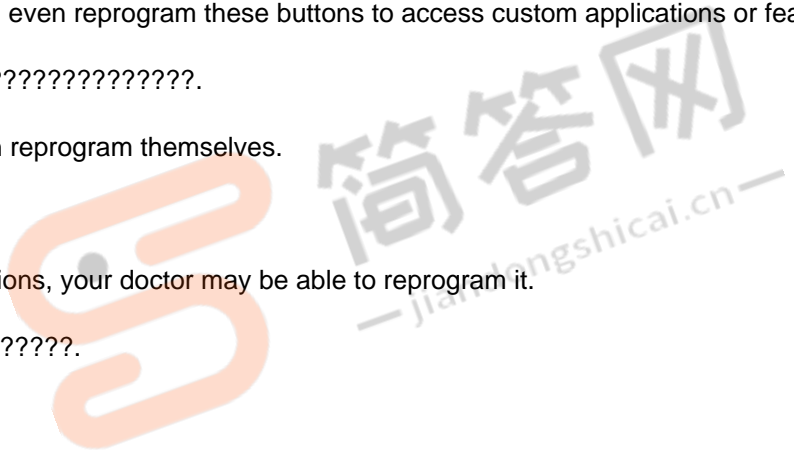 even reprogram these buttons to access custom applications or fea
??????????????.
reprogram themselves.
简答网
jiandongshicai.cn
ions, your doctor may be able to reprogram it.
?????.